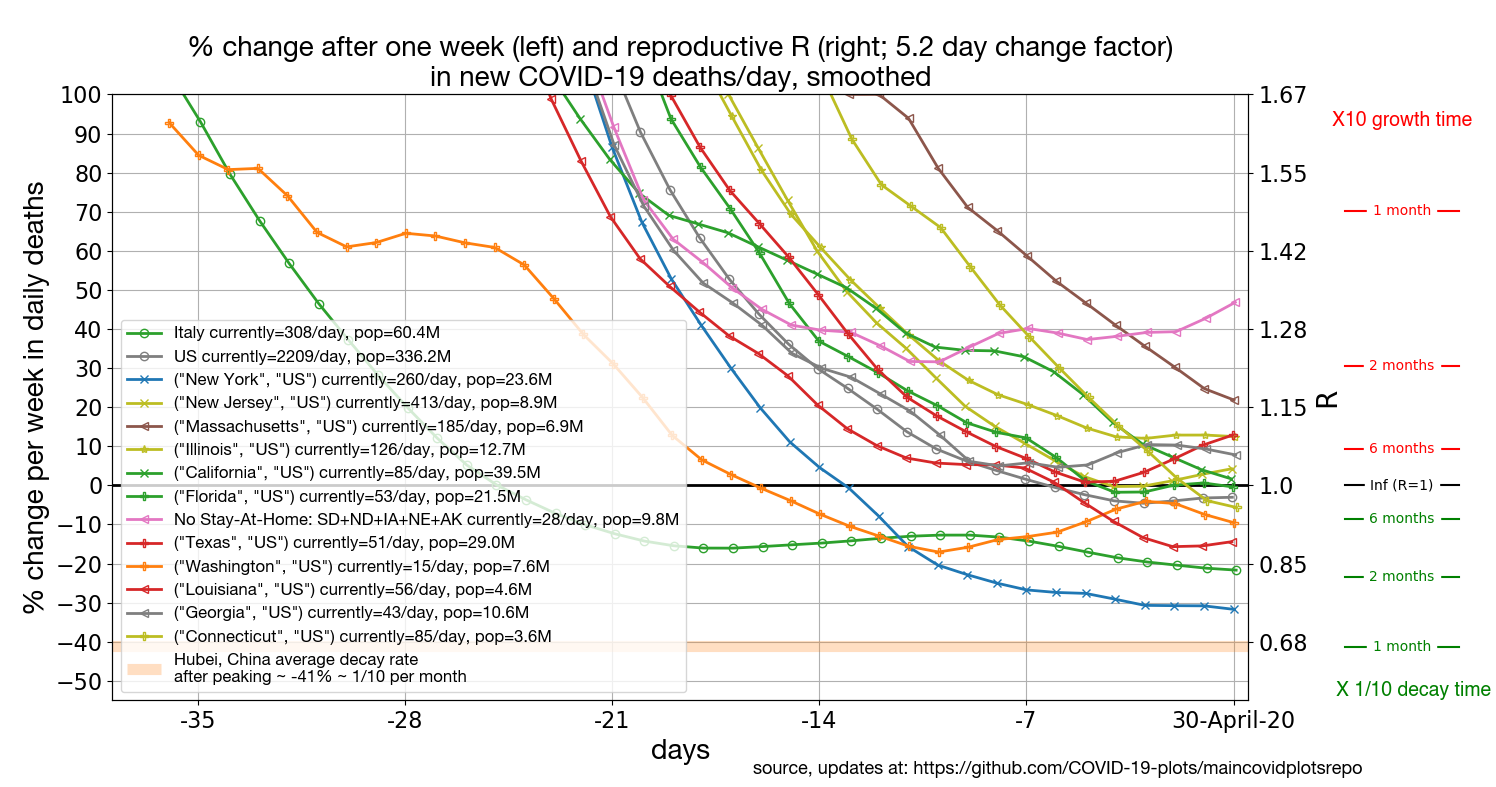 % change after one week (left) and reproductive R (right; 5.2 day change factor)
in new COVID-19 deaths/day, smoothed
% change per week in daily deaths
100
90
80
70
60
50
40
30
20
10
0
−10
−20
−30
−40
−50
Italy currently=308/day, pop=60.4M
US currently=2209/day, pop=336.2M
("New York", "US") currently=260/day, pop=23.6M
("New Jersey", "US") currently=413/day, pop=8.9M
("Massachusetts", "US") currently=185/day, pop=6.9M
("Illinois", "US") currently=126/day, pop=12.7M
("California", "US") currently=85/day, pop=39.5M
("Florida", "US") currently=53/day, pop=21.5M
No Stay-At-Home: SD+ND+IA+NE+AK currently=28/day, pop=9.8M
("Texas", "US") currently=51/day, pop=29.0M
("Washington", "US") currently=15/day, pop=7.6M
("Louisiana", "US") currently=56/day, pop=4.6M
("Georgia", "US") currently=43/day, pop=10.6M
("Connecticut", "US") currently=85/day, pop=3.6M
Hubei, China average decay rate
after peaking ~ -41% ~ 1/10 per month
-35
-28
-21
-14
-7
30-April-20
days
1.67
1.55
1.42
1.28
1.15
1.0
0.85
0.68
R
X10 growth time
1 month
2 months
6 months
Inf (R=1)
6 months
2 months
1 month
X 1/10 decay time
source, updates at: https://github.com/COVID-19-plots/maincovidplotsrepo